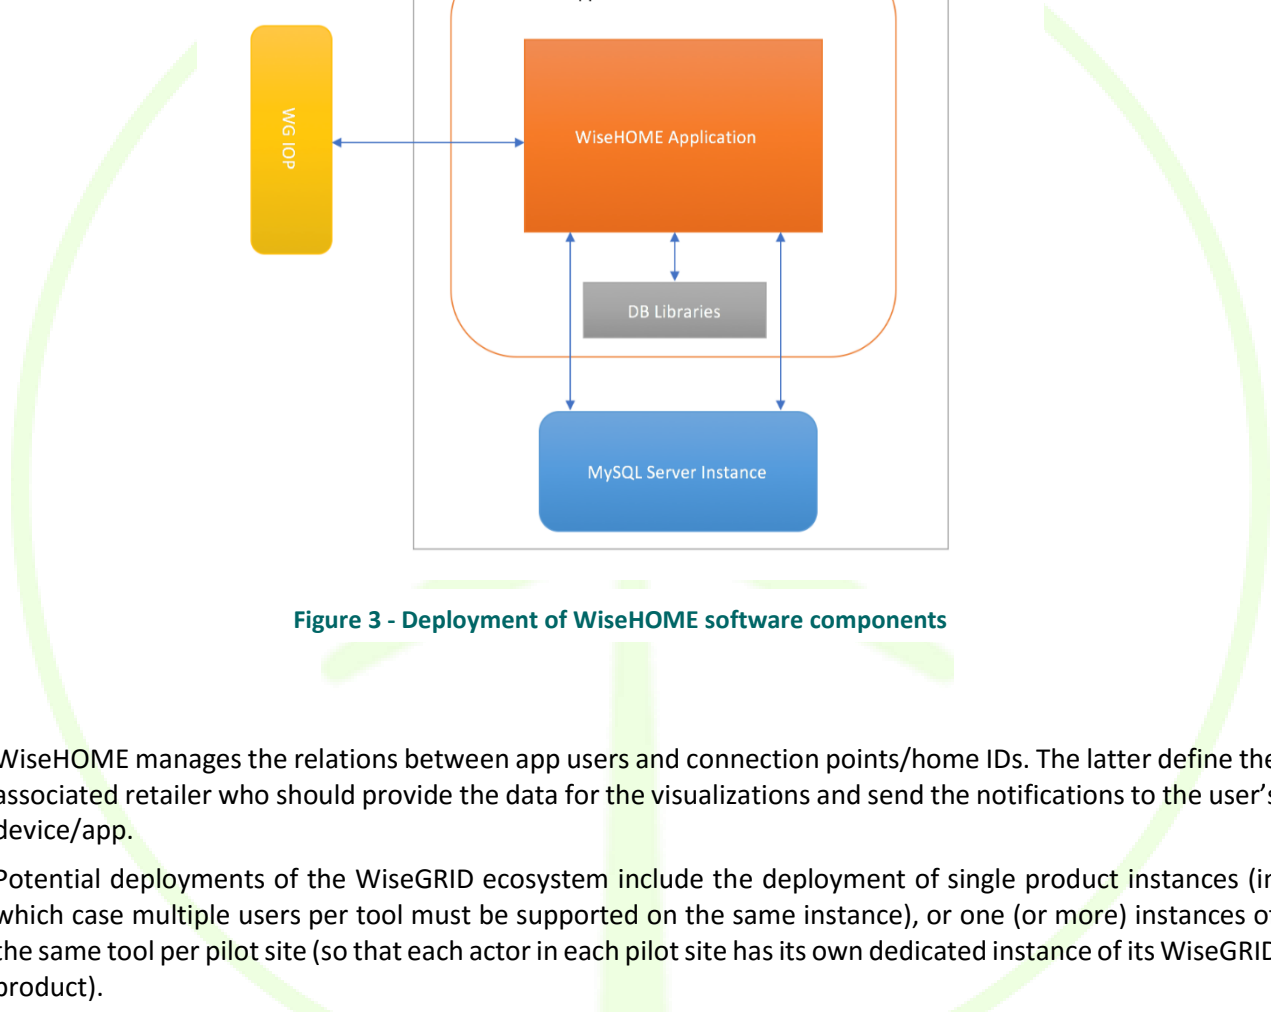 WG IOP
WiseHOME Application
DB Libraries
MySQL Server Instance
Figure 3 - Deployment of WiseHOME software components
WiseHOME manages the relations between app users and connection points/home IDs. The latter define the
associated retailer who should provide the data for the visualizations and send the notifications to the user’s
device/app.
Potential deployments of the WiseGRID ecosystem include the deployment of single product instances (in
which case multiple users per tool must be supported on the same instance), or one (or more) instances of
the same tool per pilot site (so that each actor in each pilot site has its own dedicated instance of its WiseGRID
product).